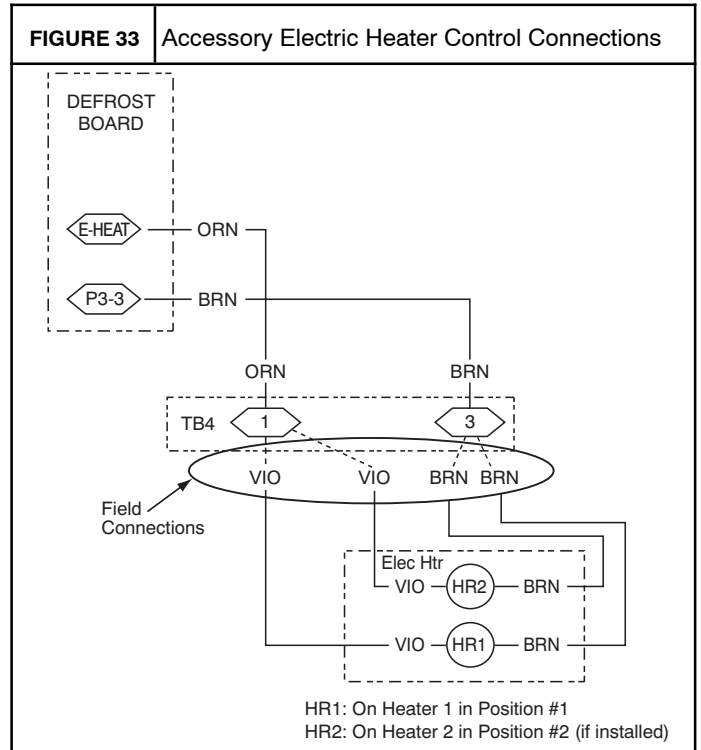 FIGURE 33 Accessory Electric Heater Control Connections
DEFROST
BOARD
E-HEAT ORN
P3-3 BRN
ORN BRN
TB4 1 3
VIO VIO BRN BRN
Field
Connections
Elec Htr
VIO HR2 BRN
VIO HR1 BRN
HR1: On Heater 1 in Position #1
HR2: On Heater 2 in Position #2 (if installed)